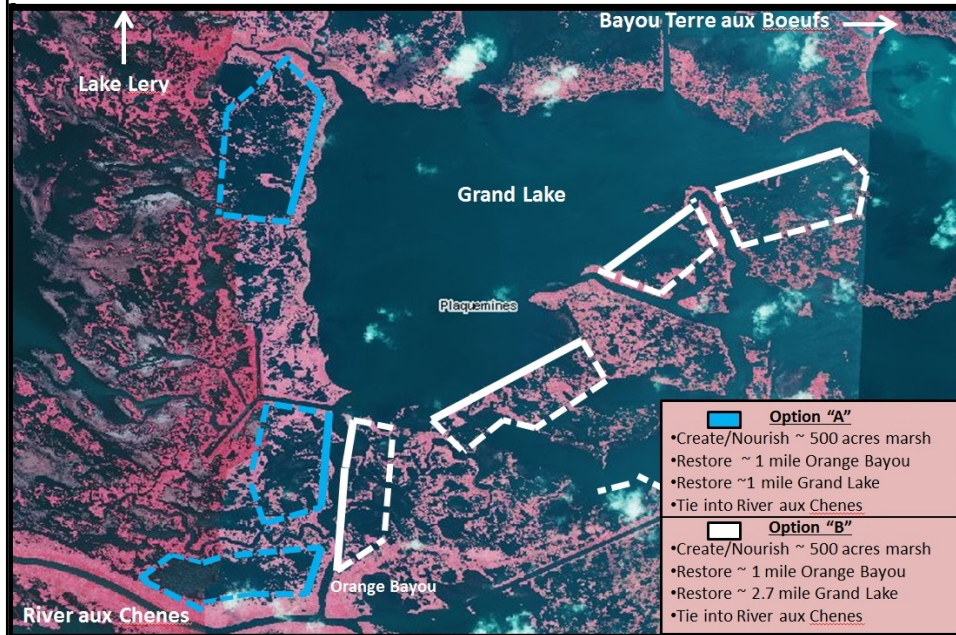 Bayou Terre aux Boeufs
Lake Lery
Grand Lake
Plaquemines
Option "A"
•Create/Nourish ~ 500 acres marsh
•Restore ~ 1 mile Orange Bayou
•Restore ~1 mile Grand Lake
•Tie into River aux Chenes
Option "B"
•Create/Nourish ~ 500 acres marsh
•Restore ~ 1 mile Orange Bayou
•Restore ~ 2.7 mile Grand Lake
•Tie into River aux Chenes
Orange Bayou
River aux Chenes